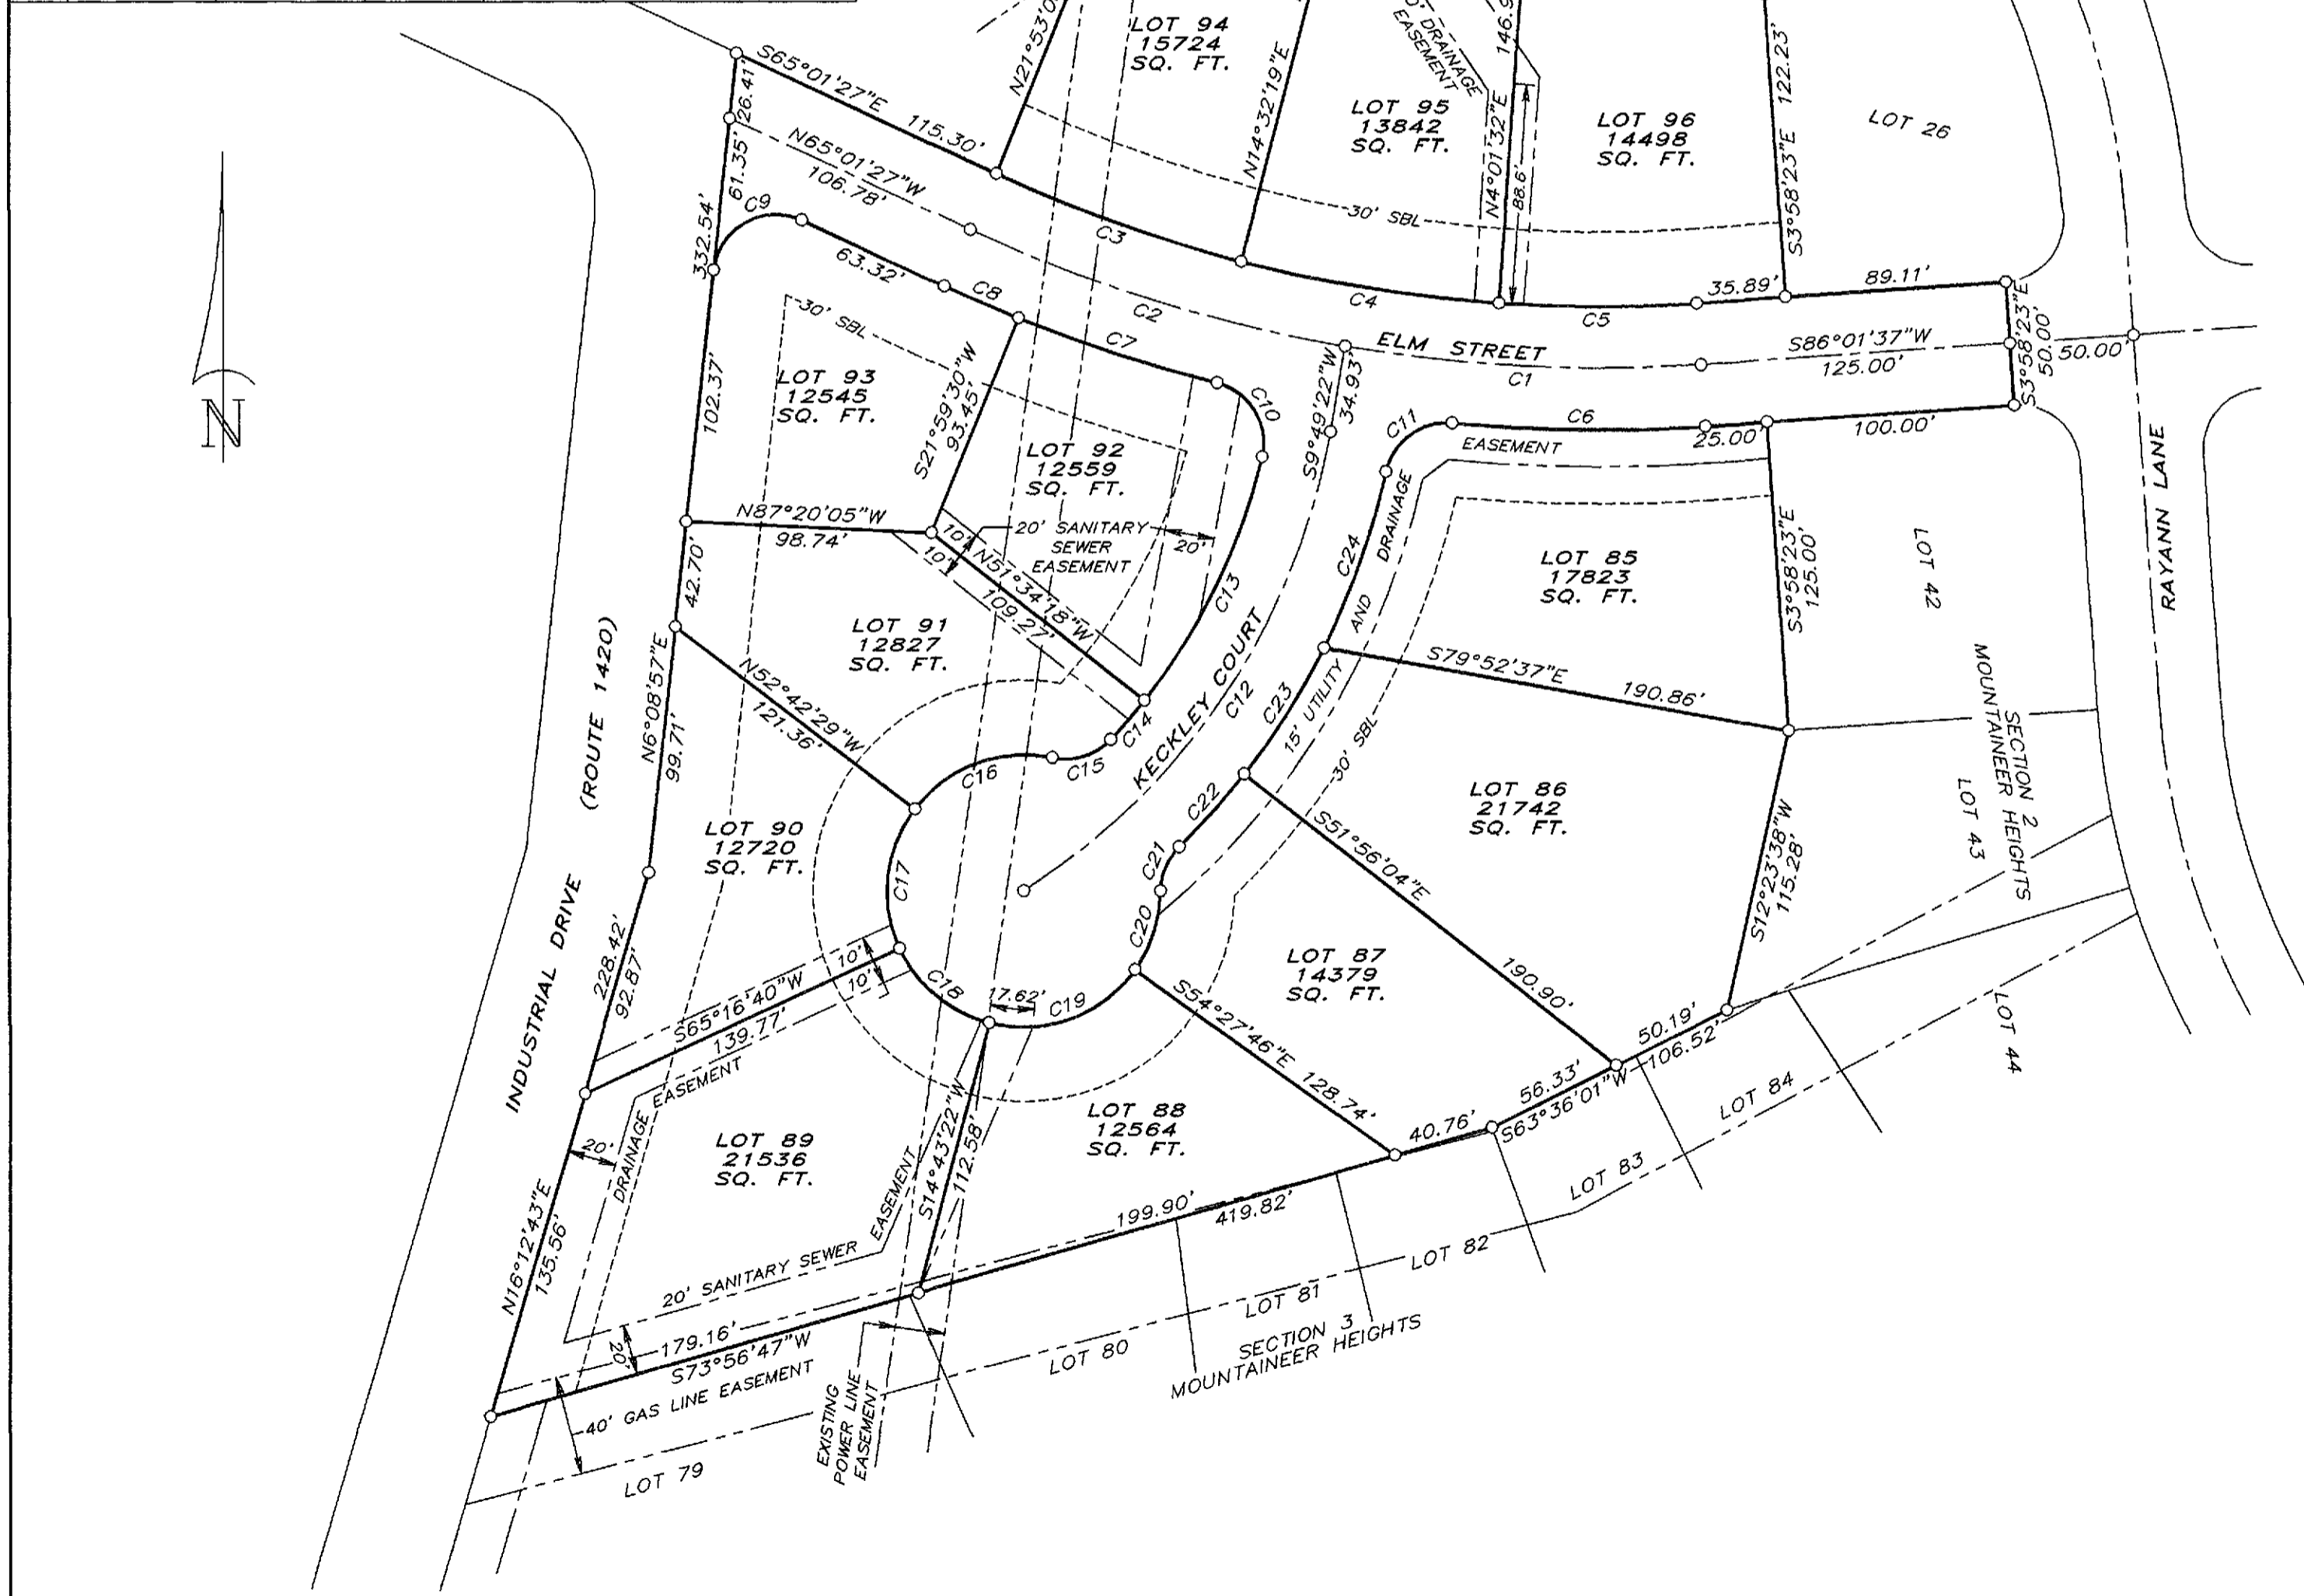 LOT 94
15724
SQ. FT.
N21°53'0
N14°32'19"E
DRAINAGE
EASEMENT
LOT 95
13842
SQ. FT.
146.9
N4°01'32"E
88.6'
LOT 96
14498
SQ. FT.
S3°58'23"E 122.23'
LOT 26
S65°01'27"E
115.30'
26.41'
61.35'
332.54'
N65°01'27"W
106.78'
C9
63.32'
C8
C3
C2
C7
C4
C5
30' SBL
35.89'
89.11'
S3°58'23"E
50.00'
50.00'
ELM STREET
C1
S86°01'37"W
125.00'
30' SBL
LOT 93
12545
SQ. FT.
102.37'
S21°59'30"W
93.45'
LOT 92
12559
SQ. FT.
C10
S9°49'22"W
34.93'
C11
C6
25.00'
100.00'
EASEMENT
DRAINAGE
AND
15' UTILITY
30' SBL
N
RAYANN LANE
N87°20'05"W
98.74'
20' SANITARY
SEWER
EASEMENT
20'
10'
10'
N51°34'18"W
109.27'
C13
C24
LOT 85
17823
SQ. FT.
S3°58'23"E
125.00'
LOT 42
42.70'
LOT 91
12827
SQ. FT.
N6°08'57"E
99.71'
N52°42'29"W
121.36'
C14
C15
C16
KECKLEY COURT
C12
C23
S79°52'37"E
190.86'
MOUNTAINEER HEIGHTS
SECTION 2
INDUSTRIAL DRIVE (ROUTE 1420)
LOT 90
12720
SQ. FT.
C17
C22
C21
C20
LOT 86
21742
SQ. FT.
S51°56'04"E
190.90'
S12°23'38"W
115.28'
LOT 43
LOT 44
228.42'
92.87'
10'
10'
S65°16'40"W
139.77'
C18
17.62'
C19
LOT 87
14379
SQ. FT.
S54°27'46"E 128.74'
50.19'
106.52'
56.33'
S63°36'01"W
DRAINAGE EASEMENT
20'
LOT 89
21536
SQ. FT.
S14°43'22"W
112.58'
LOT 88
12564
SQ. FT.
40.76'
LOT 84
LOT 83
N16°12'43"E
135.56'
20' SANITARY SEWER EASEMENT
199.90'
419.82'
LOT 82
LOT 81
179.16'
20'
S73°56'47"W
40' GAS LINE EASEMENT
SECTION 3
MOUNTAINEER HEIGHTS
LOT 80
EXISTING
POWER LINE
EASEMENT
LOT 79